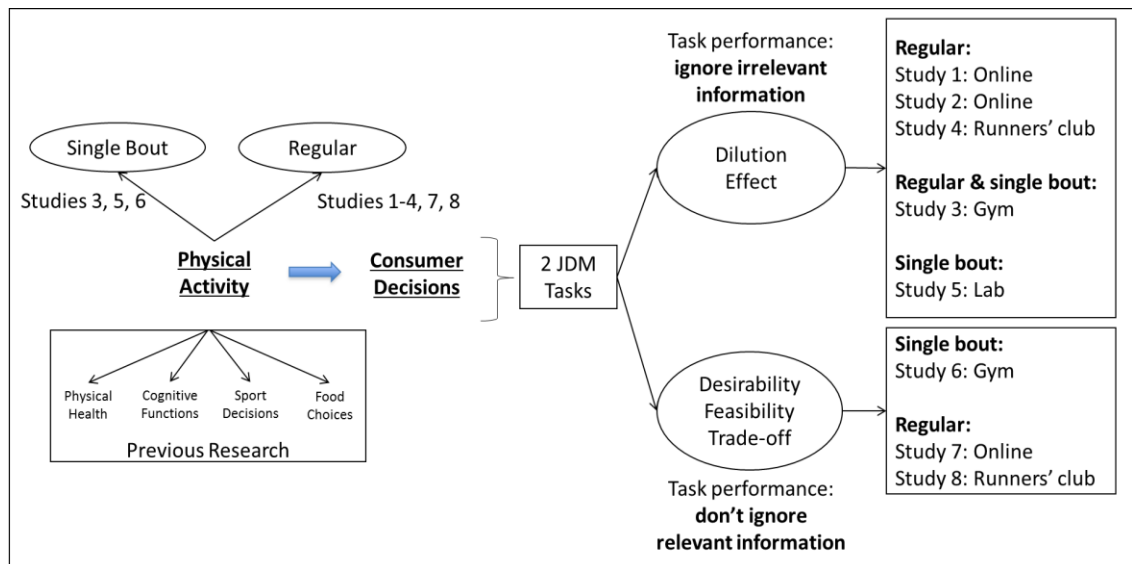 Single Bout
Regular
Studies 3, 5, 6
Studies 1-4, 7, 8
Physical
Activity
Consumer
Decisions
Physical
Health
Cognitive
Functions
Sport
Decisions
Food
Choices
Previous Research
2 JDM
Tasks
Task performance:
ignore irrelevant
information
Dilution
Effect
Desirability
Feasibility
Trade-off
Task performance:
don't ignore
relevant information
Regular:
Study 1: Online
Study 2: Online
Study 4: Runners' club
Regular & single bout:
Study 3: Gym
Single bout:
Study 5: Lab
Single bout:
Study 6: Gym
Regular:
Study 7: Online
Study 8: Runners' club